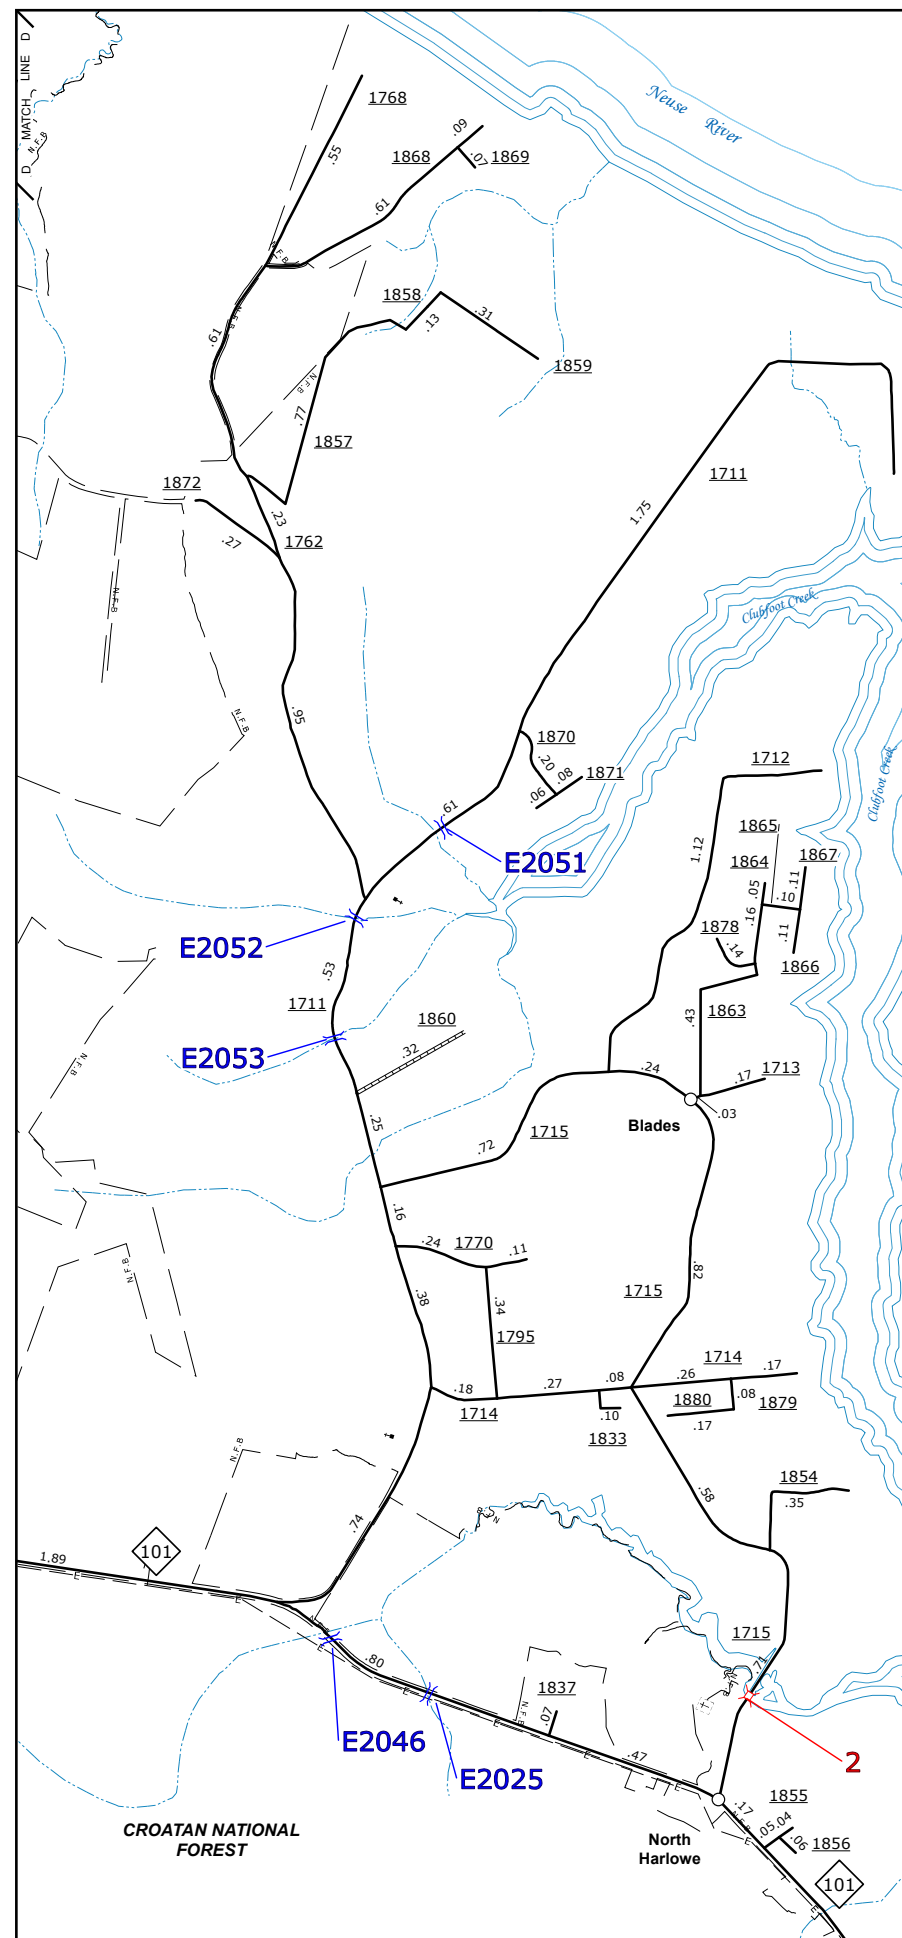 D MATCH LINE D
N.F.B
Neuse River
1768
.55
.09
1868
.07
1869
.61
N.F.B
1858
.13
.31
1859
.61
N.F.B
N.F.B
.77
1857
1711
1872
.23
1.75
.27
1762
N.F.B
Clubfoot Creek
.95
N.F.B
1870
.20
.08
1871
.06
1712
Clubfoot Creek
.61
E2051
1.12
1865
1864
1867
.11
.05
.10
.16
.11
E2052
1878
.14
1866
.53
1711
1860
1863
.43
E2053
.32
N.F.B
.24
.17
1713
.03
Blades
.25
.72
1715
.16
.24
1770
.11
.82
N.F.B
.38
.34
1715
1795
1714
.17
.18
.27
.08
.26
1714
.10
1880
.08
1879
.17
1833
N.F.B
1854
.35
.58
N.F.B
.74
1.89
101
E
E
N.F.B
E
1715
.71
.80
N.F.B
E
1837
.07
N.F.B
E
E2046
2
E
.47
E
E2025
.17
1855
N.F.B
.05
.04
.06
1856
CROATAN NATIONAL
FOREST
North
Harlowe
E
101
E